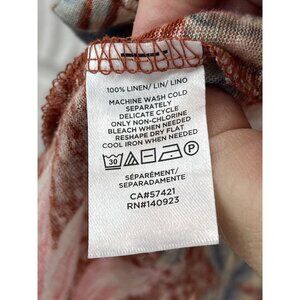 100% LINEN/ LIN/ LINO
MACHINE WASH COLD
SEPARATELY
DELICATE CYCLE
ONLY NON-CHLORINE
BLEACH WHEN NEEDED
RESHAPE DRY FLAT
COOL IRON WHEN NEEDED
30 P
SÉPARÉMENT/
SEPARADAMENTE
CA#57421
RN#140923